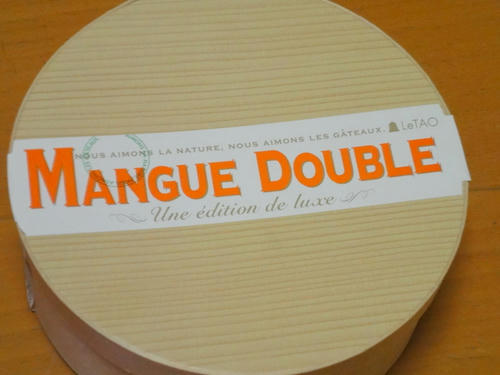 NOUS AIMONS LA NATURE, NOUS AIMONS LES GÂTEAUX. LeTAO
MANGUE DOUBLE
Une édition de luxe